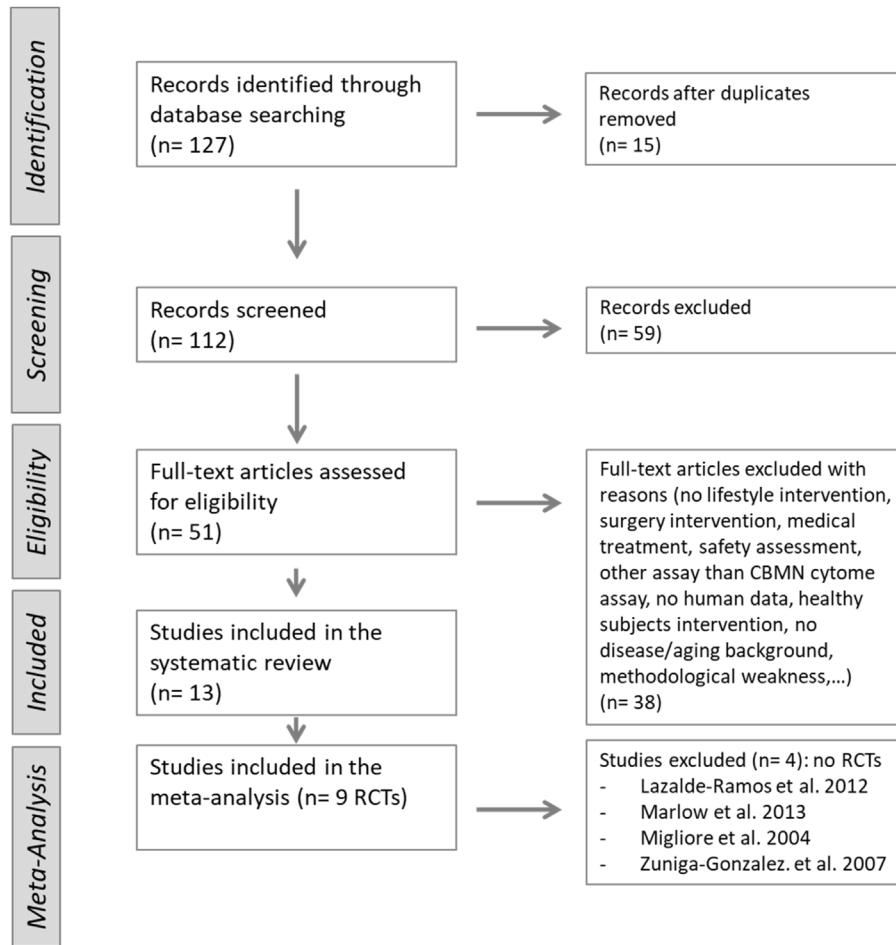 Identification
Records identified through
database searching
(n= 127)
Records after duplicates
removed
(n= 15)
Screening
Records screened
(n= 112)
Records excluded
(n= 59)
Eligibility
Full-text articles assessed
for eligibility
(n= 51)
Full-text articles excluded with
reasons (no lifestyle intervention,
surgery intervention, medical
treatment, safety assessment,
other assay than CBMN cytome
assay, no human data, healthy
subjects intervention, no
disease/aging background,
methodological weakness,...)
(n= 38)
Included
Studies included in the
systematic review
(n= 13)
Meta-Analysis
Studies included in the
meta-analysis (n= 9 RCTs)
Studies excluded (n= 4): no RCTs
- Lazalde-Ramos et al. 2012
- Marlow et al. 2013
- Migliore et al. 2004
- Zuniga-Gonzalez. et al. 2007